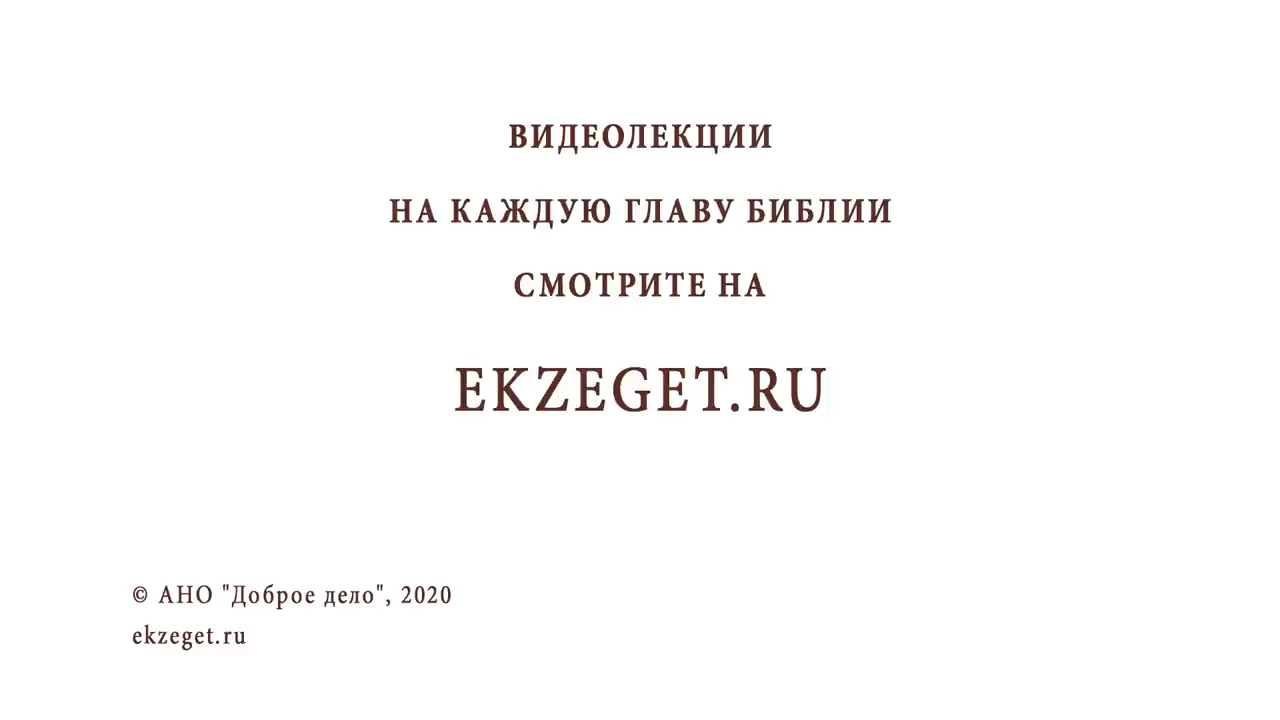 ВИДЕОЛЕКЦИИ
НА КАЖДУЮ ГЛАВУ БИБЛИИ
СМОТРИТЕ НА
EKZEGET.RU
© АНО "Доброе дело", 2020
ekzeget.ru